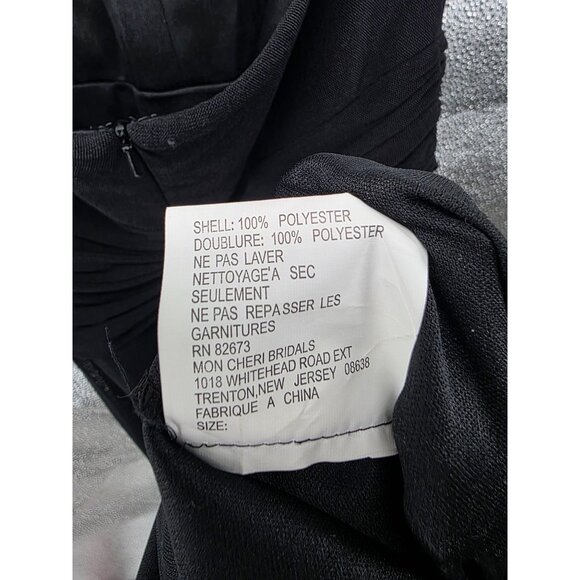 SHELL: 100% POLYESTER
DOUBLURE: 100% POLYESTER
NE PAS LAVER
NETTOYAGE'A SEC
SEULEMENT
NE PAS REPASSER LES
GARNITURES
RN 82673
MON CHERI BRIDALS
1018 WHITEHEAD ROAD EXT
TRENTON,NEW JERSEY 08638
FABRIQUE A CHINA
SIZE: